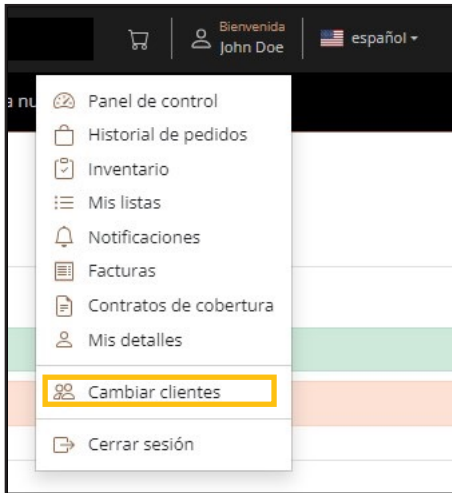 Bienvenida
John Doe
español
a nu
Panel de control
Historial de pedidos
Inventario
Mis listas
Notificaciones
Facturas
Contratos de cobertura
Mis detalles
Cambiar clientes
Cerrar sesión